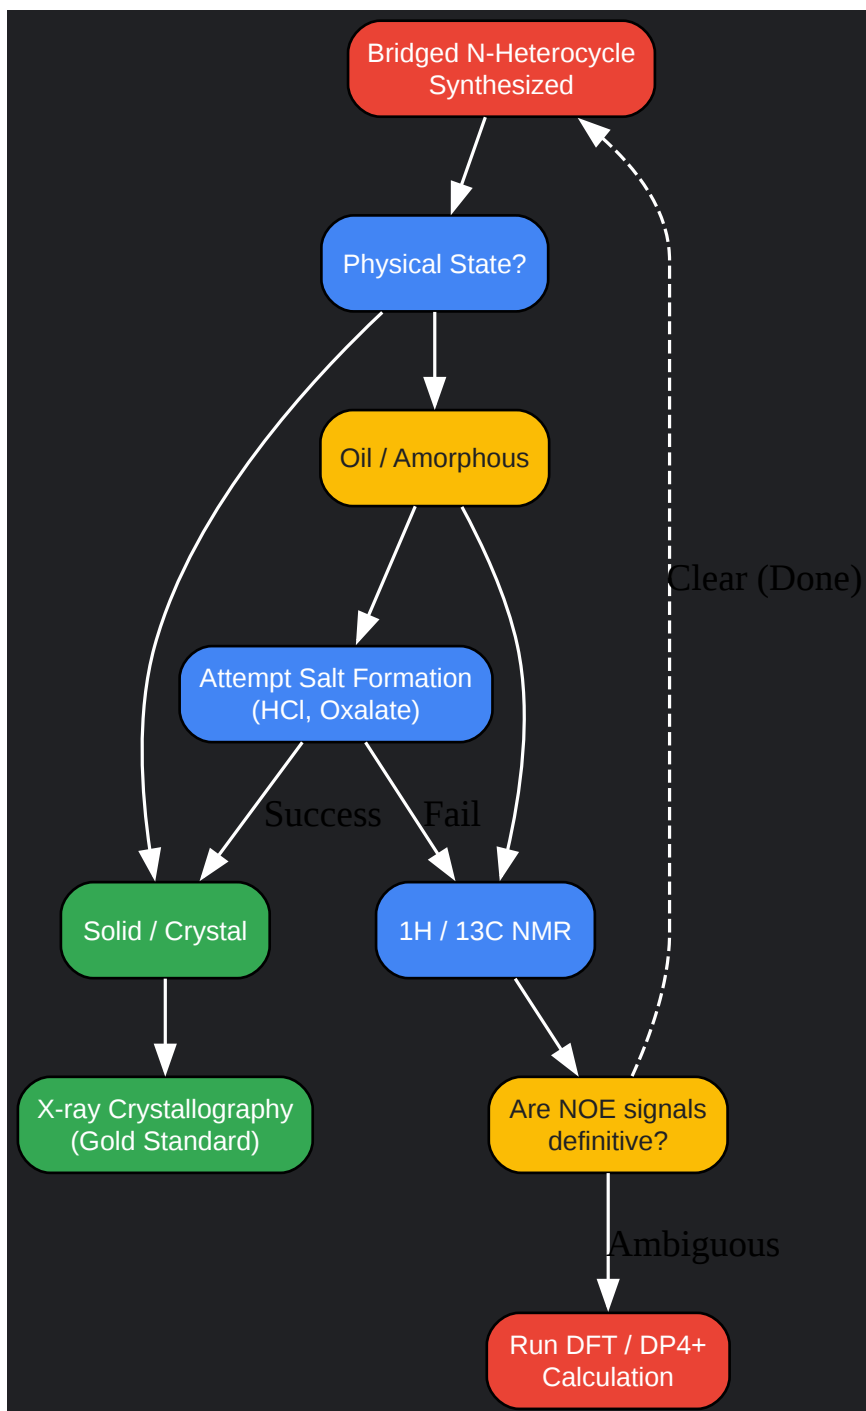 Bridged N-Heterocycle
Synthesized
Physical State?
Oil / Amorphous
Clear (Done)
Attempt Salt Formation
(HCl, Oxalate)
Success
Fail
Solid / Crystal
1H / 13C NMR
X-ray Crystallography
(Gold Standard)
Are NOE signals
definitive?
Ambiguous
Run DFT / DP4+
Calculation